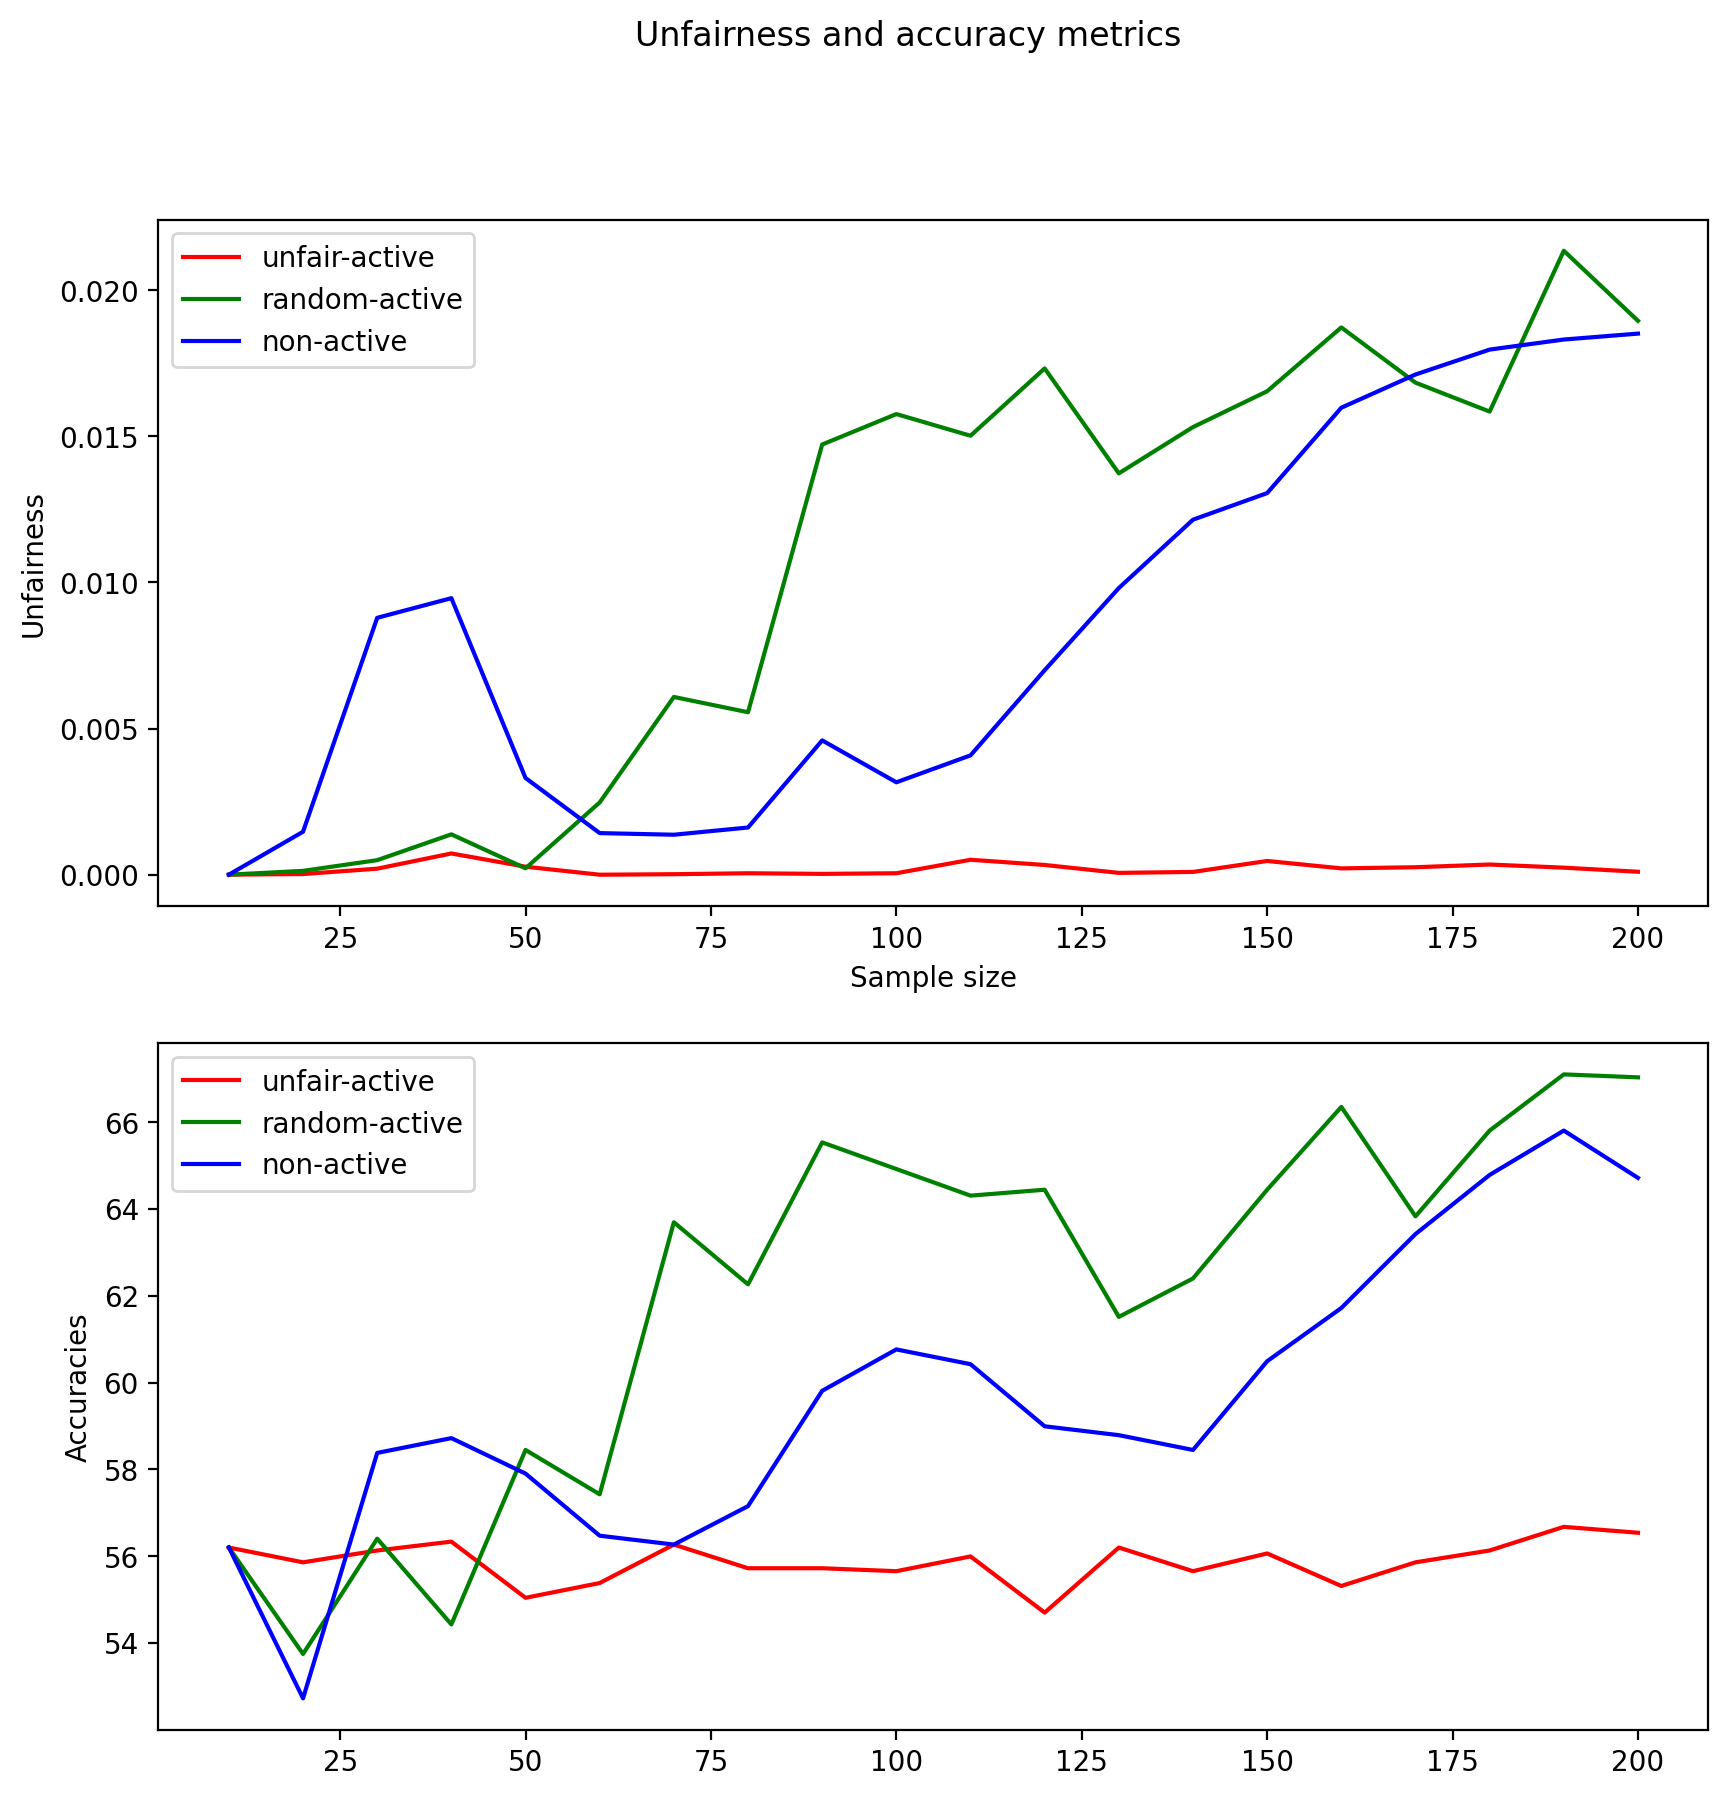 Unfairness and accuracy metrics
unfair-active
random-active
non-active
0.020
0.015
0.010
0.005
0.000
Unfairness
25 50 75 100 125 150 175 200
Sample size
unfair-active
random-active
non-active
66
64
62
60
58
56
54
Accuracies
25 50 75 100 125 150 175 200